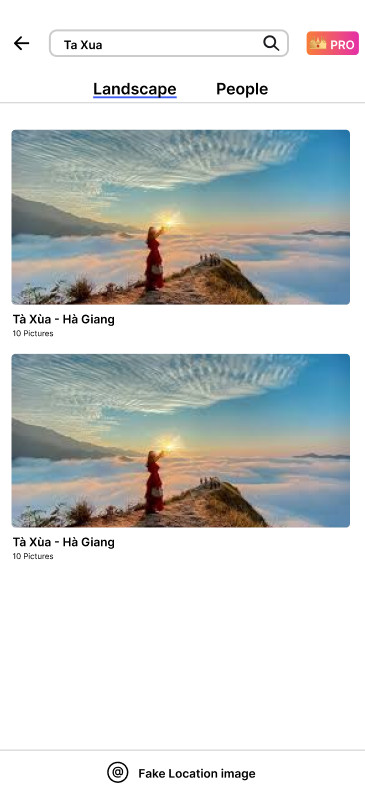 Ta Xua
PRO
Landscape
People
Tà Xùa - Hà Giang
10 Pictures
Tà Xùa - Hà Giang
10 Pictures
Fake Location image